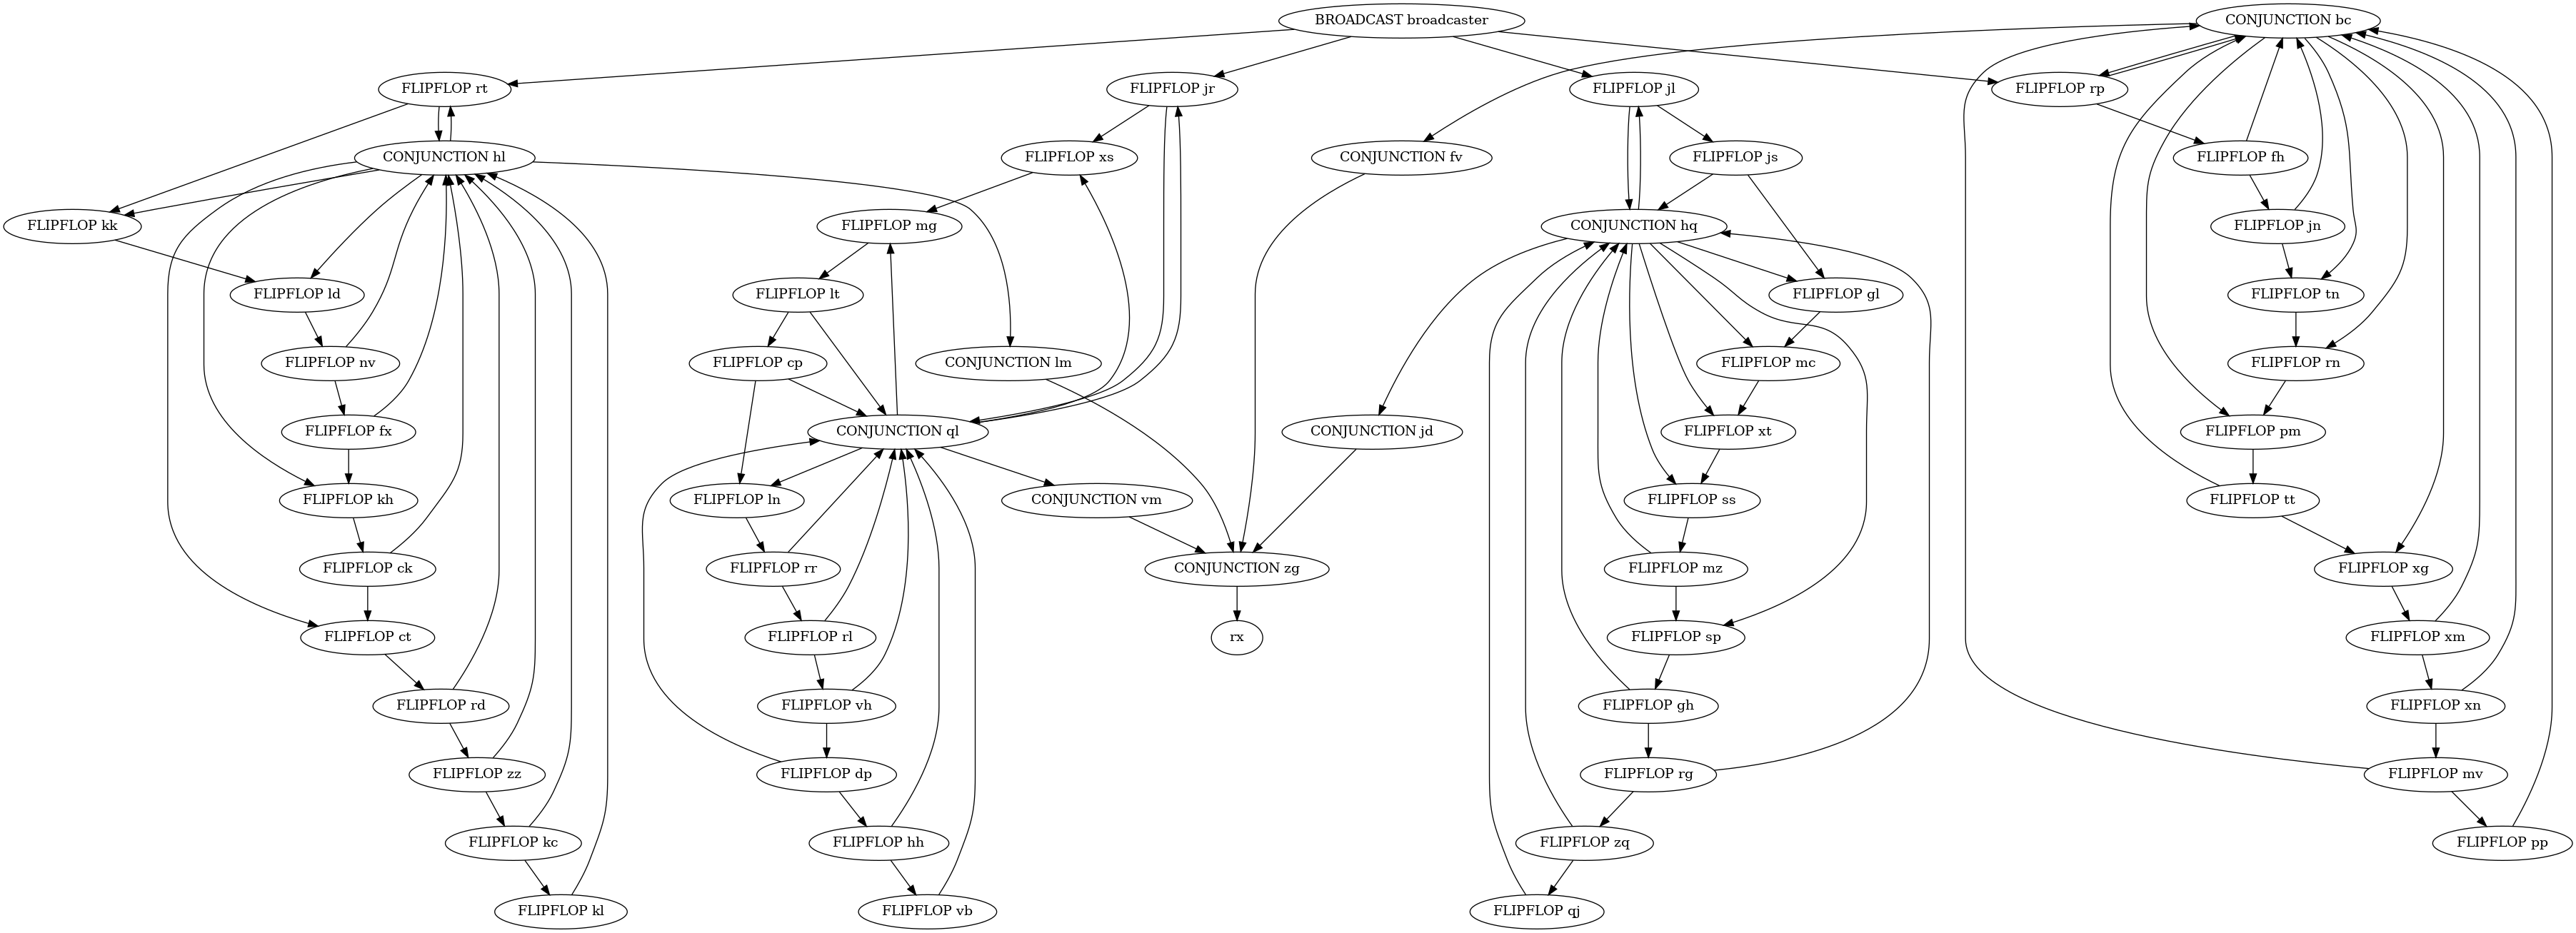 BROADCAST broadcaster
CONJUNCTION bc
FLIPFLOP rt
FLIPFLOP jr
FLIPFLOP jl
FLIPFLOP rp
CONJUNCTION hl
FLIPFLOP xs
CONJUNCTION fv
FLIPFLOP js
FLIPFLOP fh
FLIPFLOP kk
FLIPFLOP mg
CONJUNCTION hq
FLIPFLOP jn
FLIPFLOP ld
FLIPFLOP lt
FLIPFLOP gl
FLIPFLOP tn
FLIPFLOP nv
FLIPFLOP cp
CONJUNCTION lm
FLIPFLOP mc
FLIPFLOP rn
FLIPFLOP fx
CONJUNCTION ql
CONJUNCTION jd
FLIPFLOP xt
FLIPFLOP pm
FLIPFLOP kh
FLIPFLOP ln
CONJUNCTION vm
FLIPFLOP ss
FLIPFLOP tt
FLIPFLOP ck
FLIPFLOP rr
CONJUNCTION zg
FLIPFLOP mz
FLIPFLOP xg
FLIPFLOP ct
FLIPFLOP rl
rx
FLIPFLOP sp
FLIPFLOP xm
FLIPFLOP rd
FLIPFLOP vh
FLIPFLOP gh
FLIPFLOP xn
FLIPFLOP zz
FLIPFLOP dp
FLIPFLOP rg
FLIPFLOP mv
FLIPFLOP kc
FLIPFLOP hh
FLIPFLOP zq
FLIPFLOP pp
FLIPFLOP kl
FLIPFLOP vb
FLIPFLOP qj